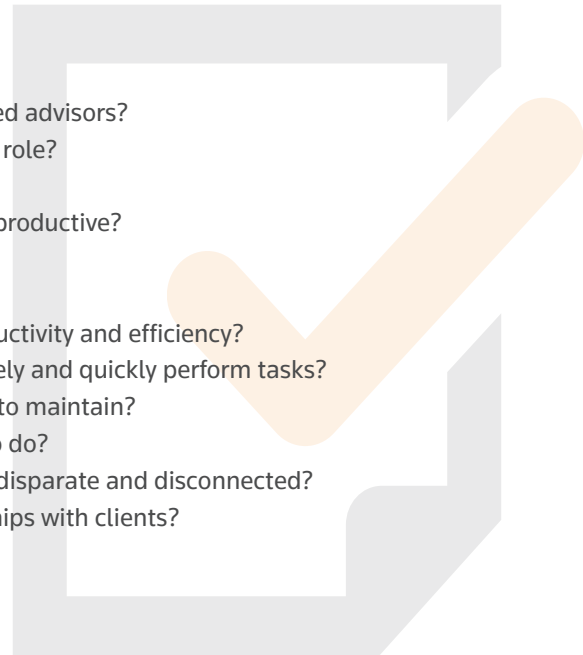 ed advisors?
role?
productive?
uctivity and efficiency?
ely and quickly perform tasks?
to maintain?
o do?
disparate and disconnected?
hips with clients?